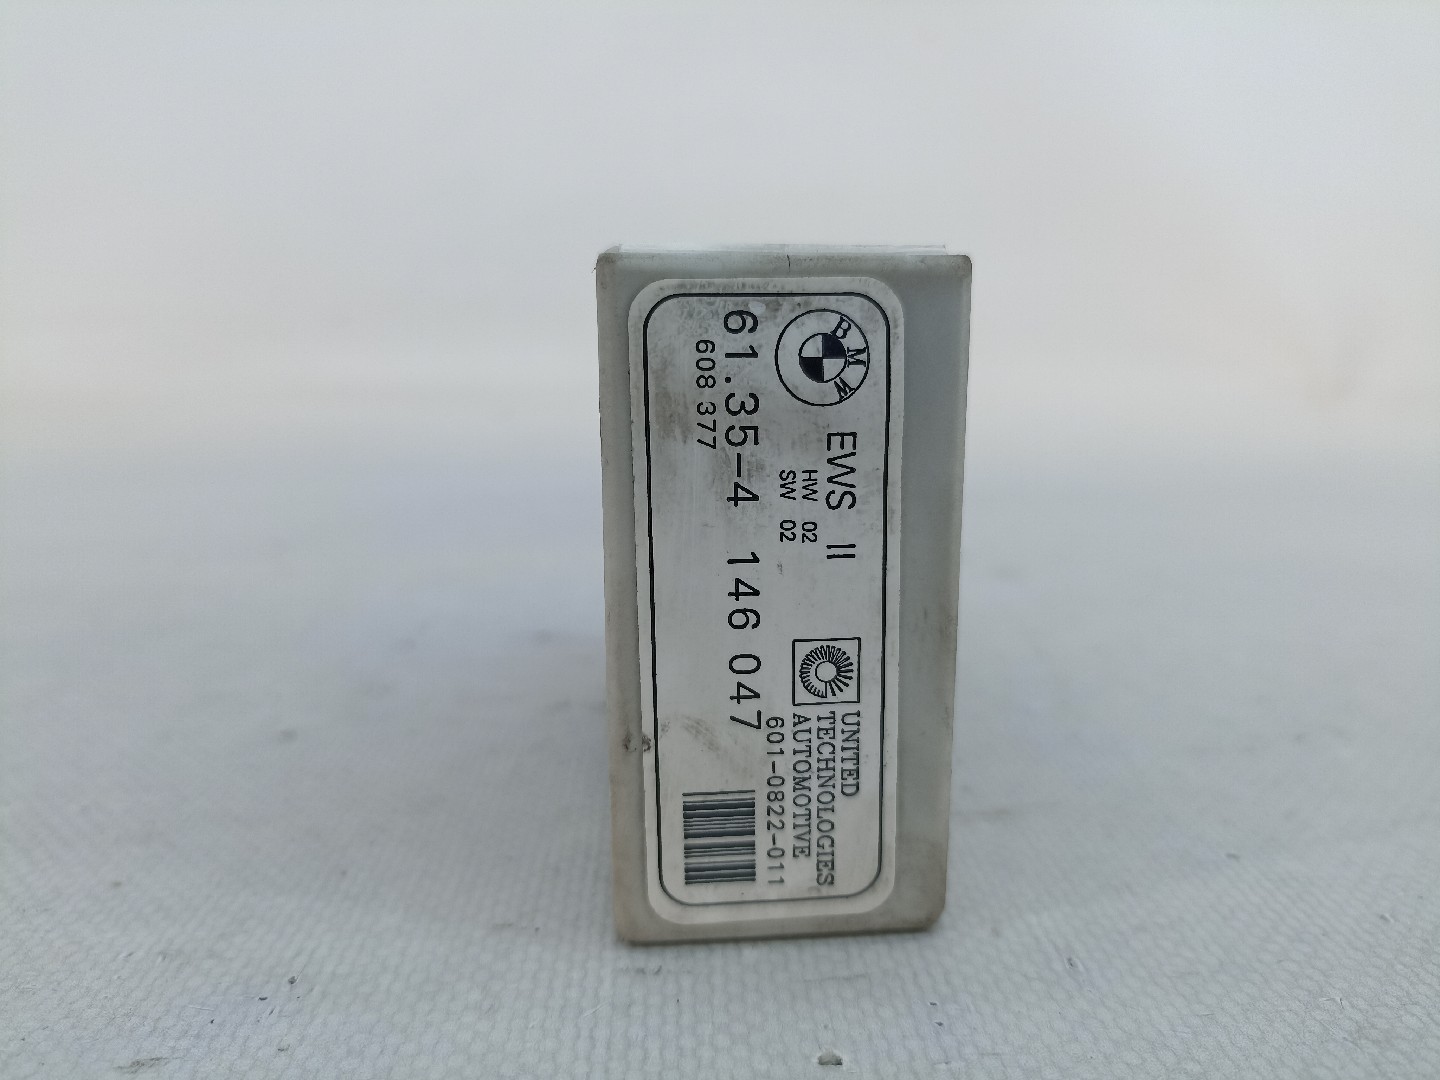 BMW
EWS II
HW 02
SW 02
61.35-4 146 047
608 377
UNITED
TECHNOLOGIES
AUTOMOTIVE
601-0822-011